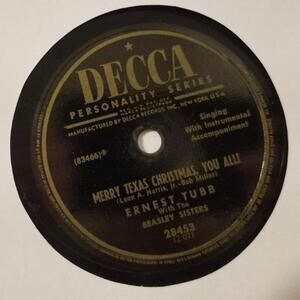 DECCA
PERSONALITY SERIES
MANUFACTURED BY DECCA RECORDS INC., NEW YORK, U.S.A.
Singing
With Instrumental
Accompaniment
(83466)
MERRY TEXAS CHRISTMAS, YOU ALL!
(Leon A. Harris, Jr.-Bob Miller)
ERNEST TUBB
With The
BEASLEY SISTERS
28453